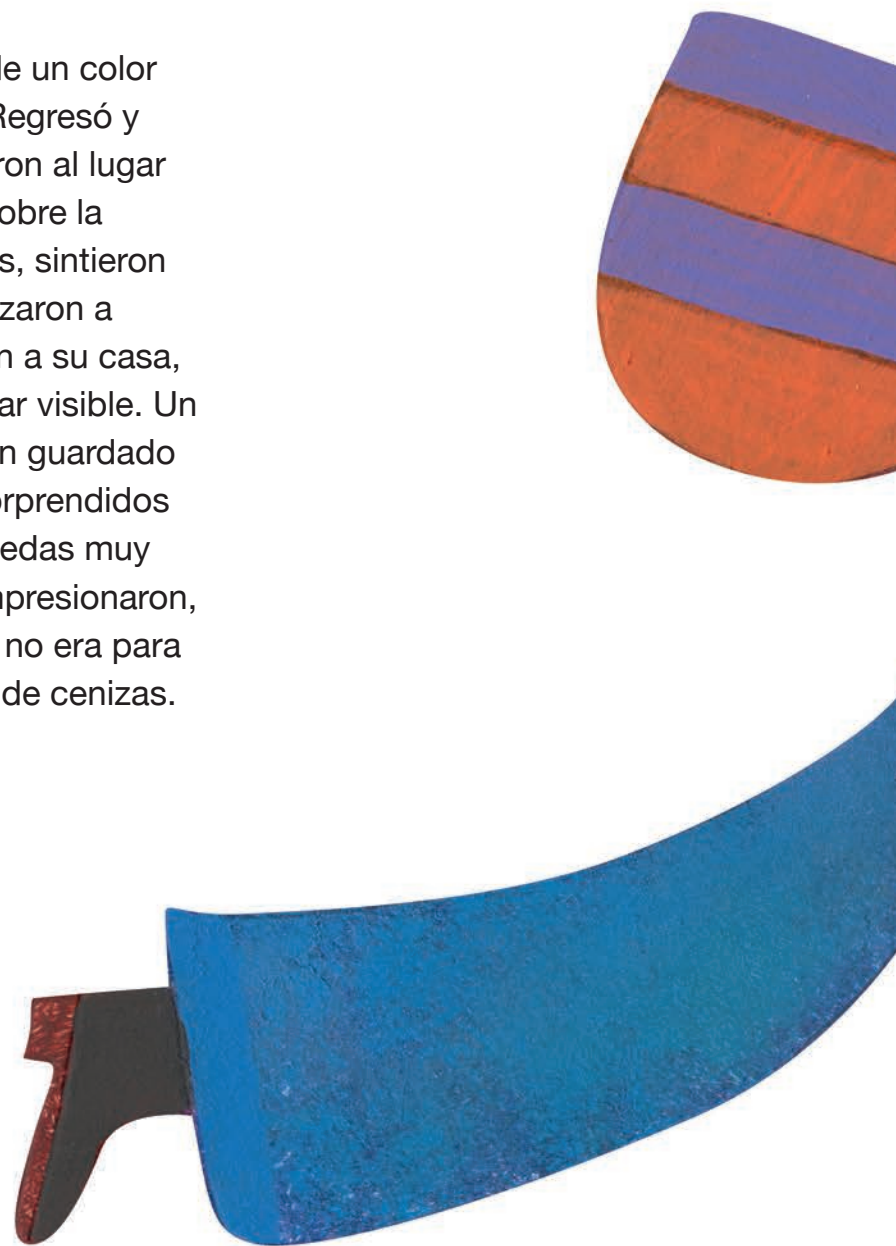 le un color
Regresó y
ron al lugar
obre la
s, sintieron
zaron a
n a su casa,
ar visible. Un
n guardado
orprendidos
edas muy
mpresionaron,
no era para
de cenizas.